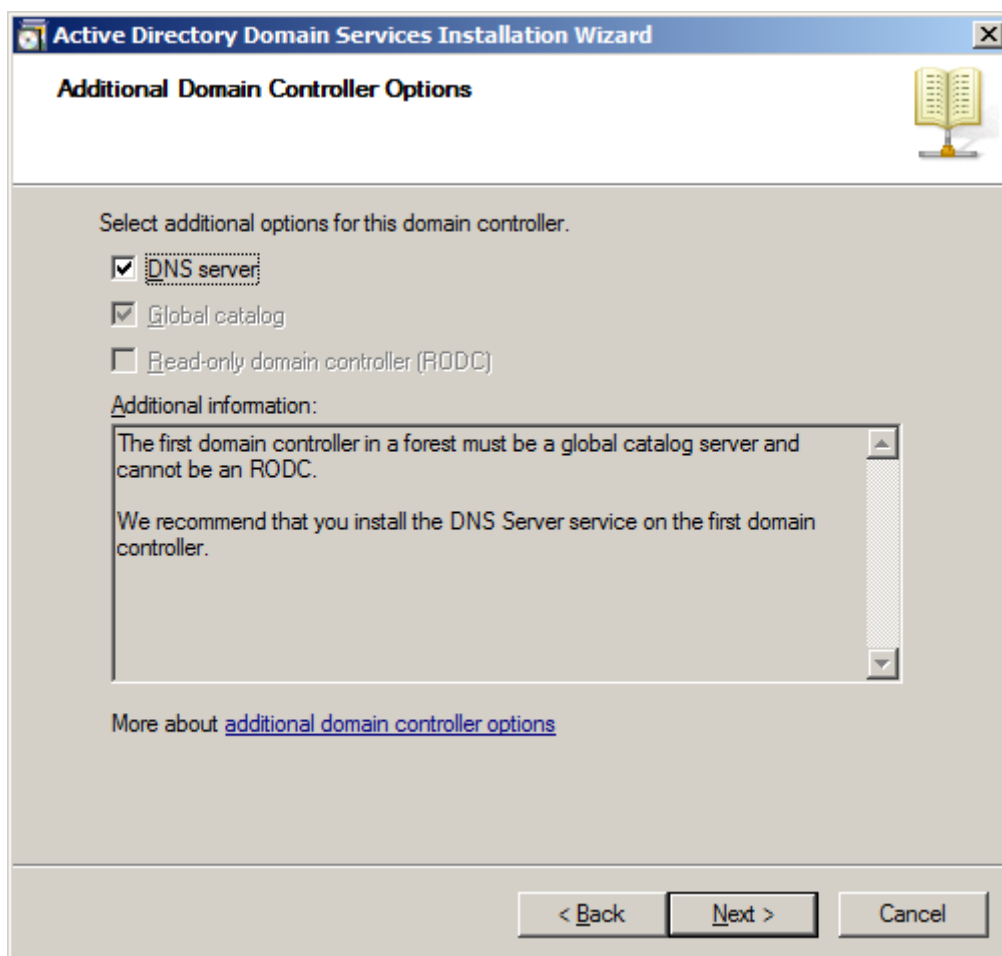 Active Directory Domain Services Installation Wizard
Additional Domain Controller Options
Select additional options for this domain controller.
DNS server
Global catalog
Read-only domain controller (RODC)
Additional information:
The first domain controller in a forest must be a global catalog server and
cannot be an RODC.
We recommend that you install the DNS Server service on the first domain
controller.
More about additional domain controller options
< Back
Next >
Cancel